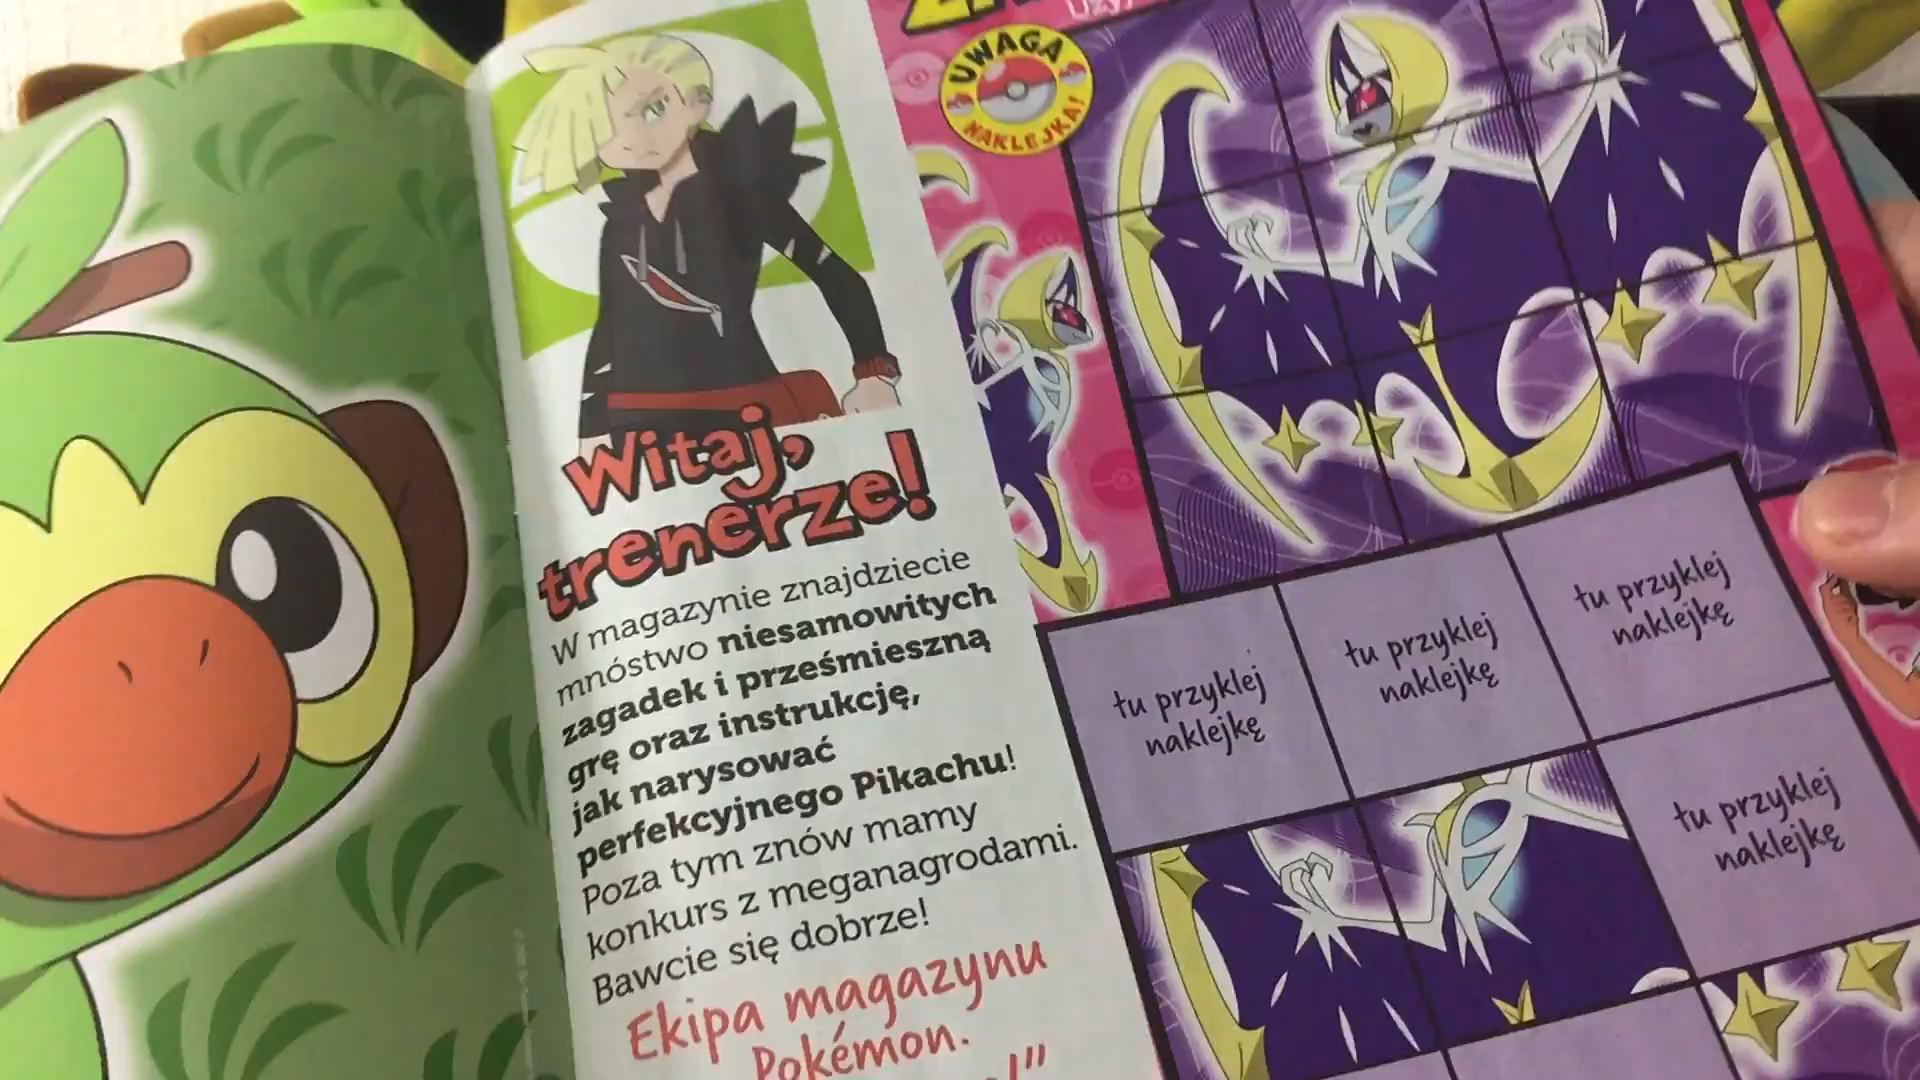 Witaj,
trenerze!
W magazynie znajdziecie
mnóstwo niesamowitych
zagadek i prześmieszną
grę oraz instrukcję,
jak narysować
perfekcyjnego Pikachu!
Poza tym znów mamy
konkurs z meganagrodami.
Bawcie się dobrze!
Ekipa magazynu
Pokémon.
UWAGA
NAKLEJKA!
tu przyklej
naklejkę
tu przyklej
naklejkę
tu przyklej
naklejkę
tu przyklej
naklejkę